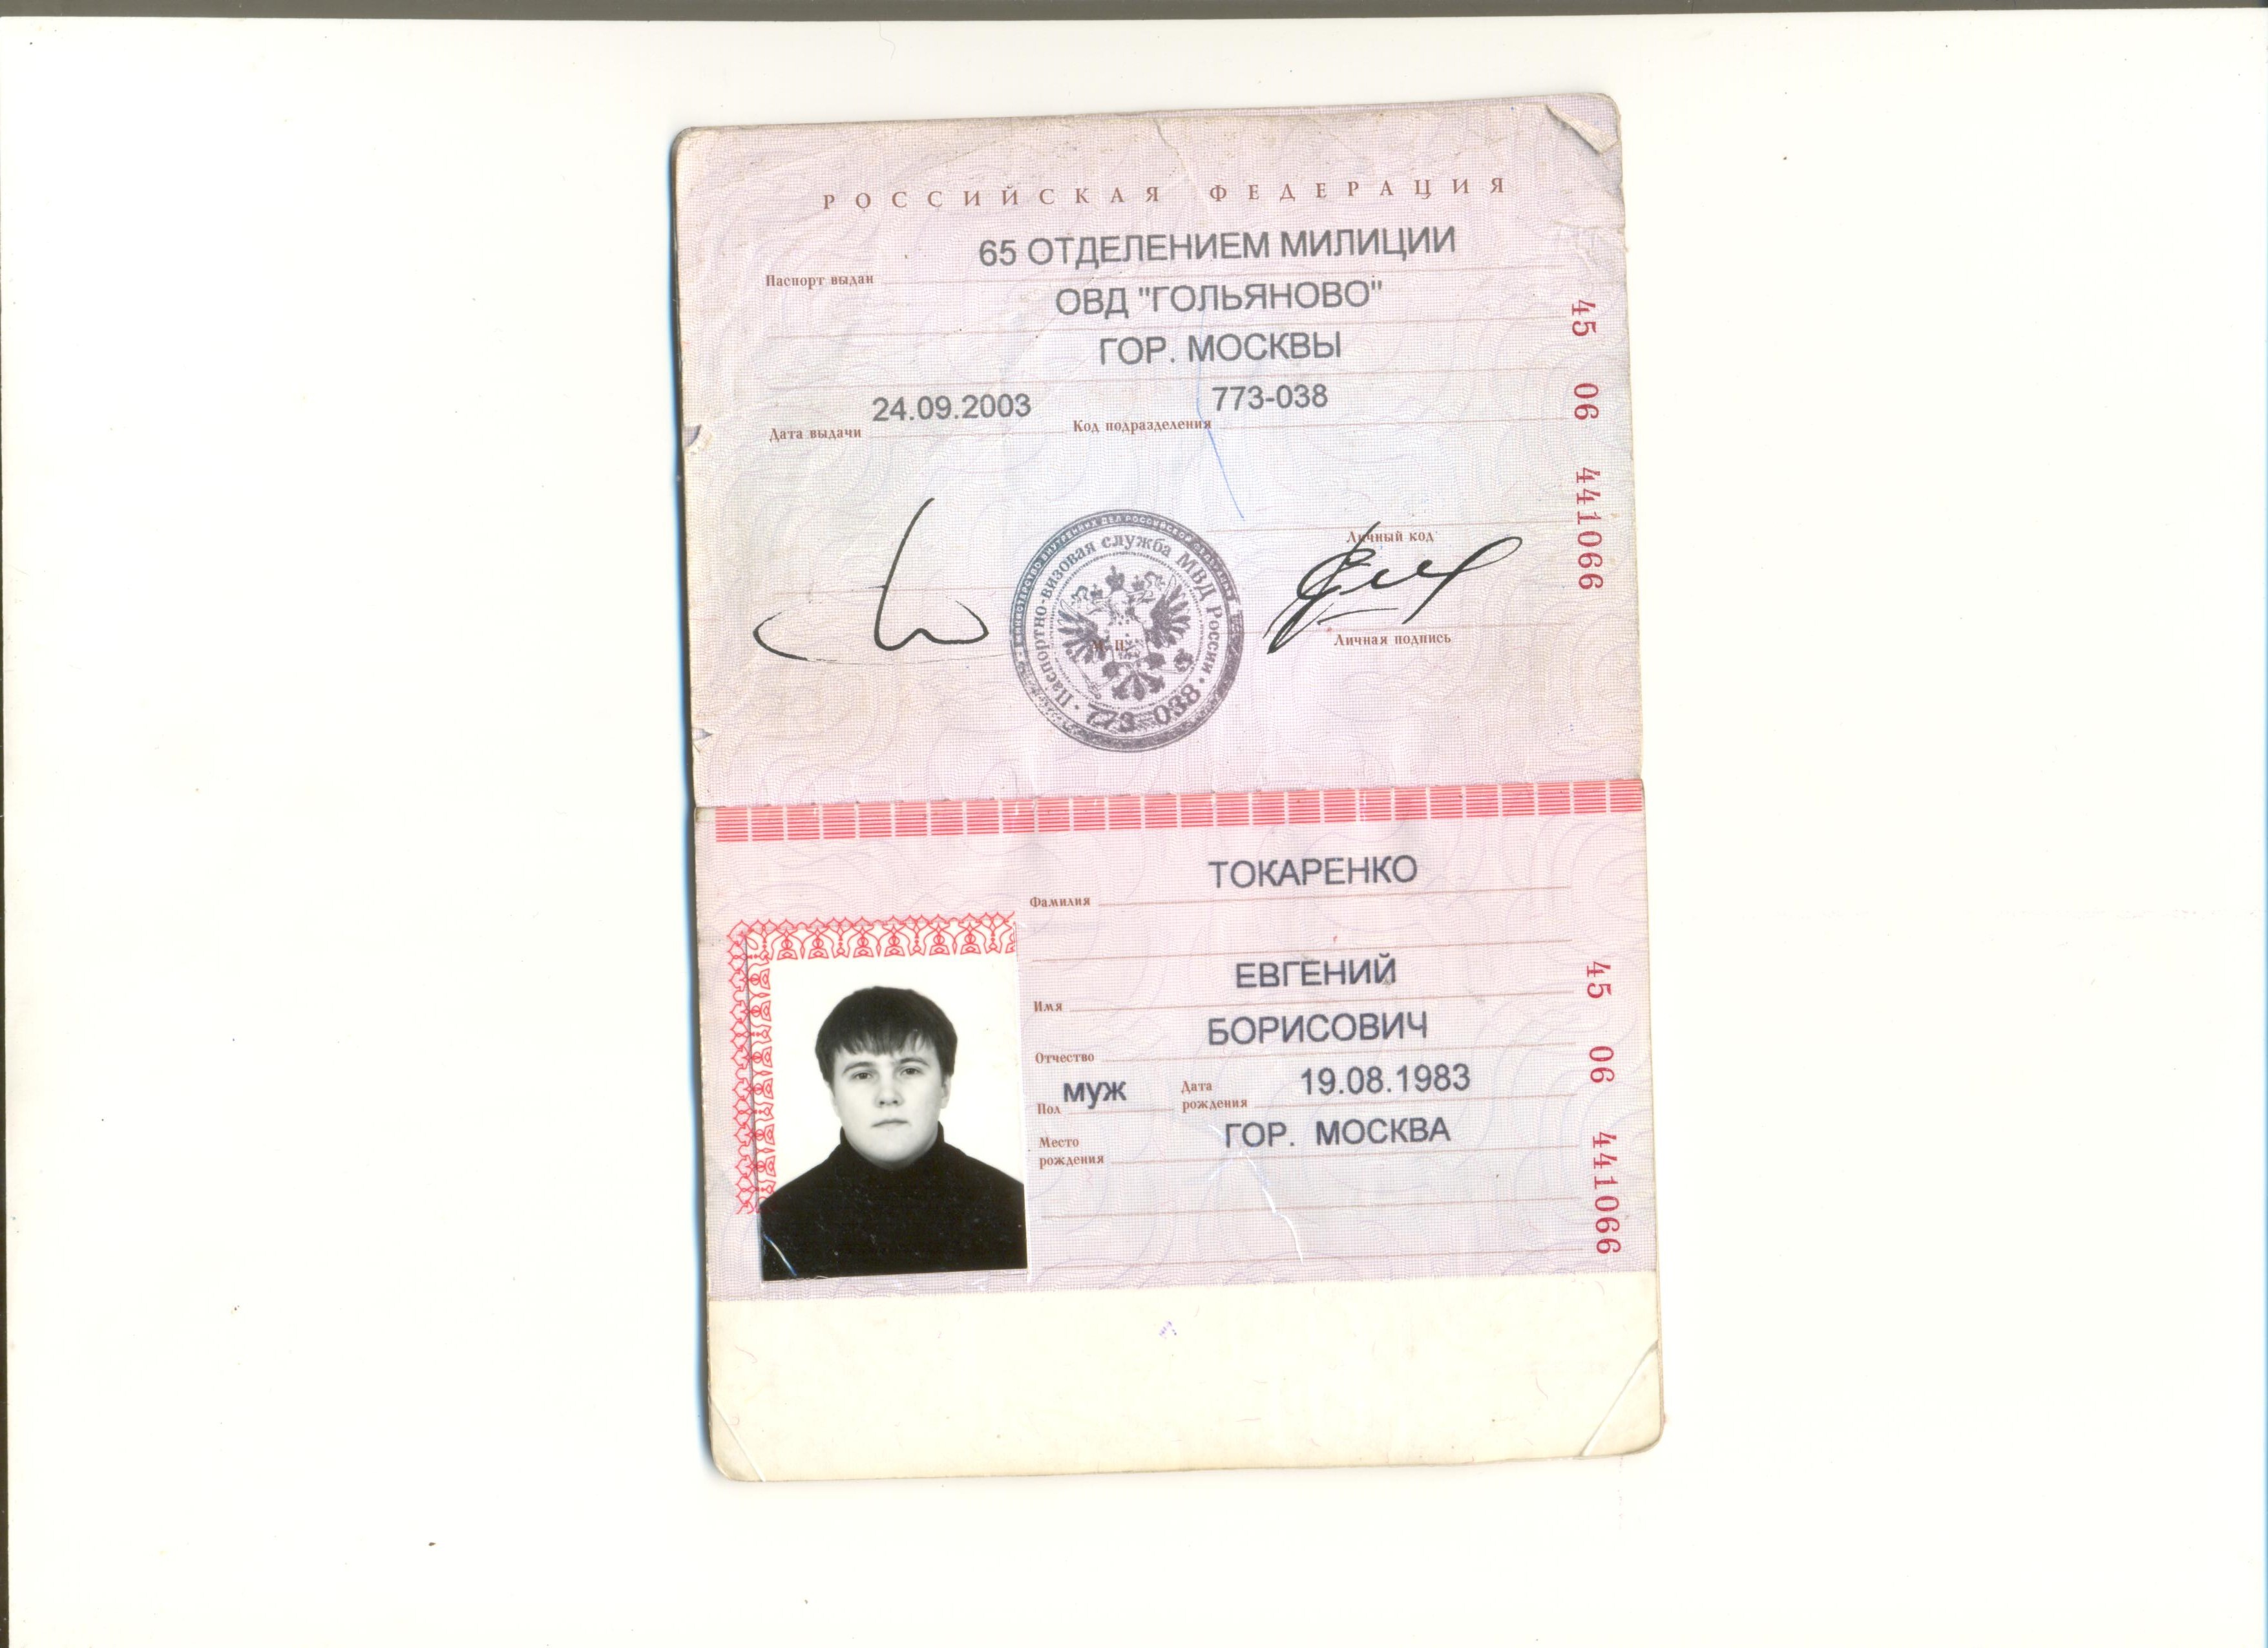 РОССИЙСКАЯ ФЕДЕРАЦИЯ
65 ОТДЕЛЕНИЕМ МИЛИЦИИ
Паспорт выдан
ОВД "ГОЛЬЯНОВО"
ГОР. МОСКВЫ
24.09.2003 773-038
Дата выдачи Код подразделения
Личный код
Паспортно-визовая служба МВД России
773-038
М. П.
Личная подпись
45 06 441066
ТОКАРЕНКО
Фамилия
ЕВГЕНИЙ
Имя
БОРИСОВИЧ
Отчество
Пол муж Дата рождения 19.08.1983
Место рождения ГОР. МОСКВА
45 06 441066